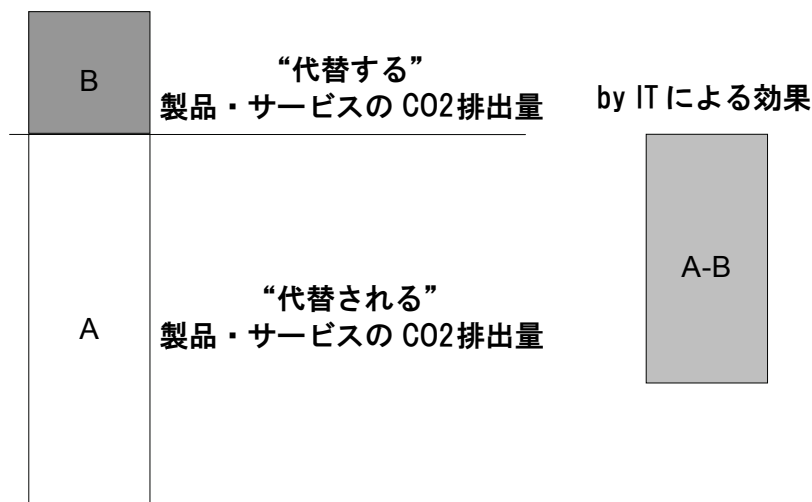 B
“代替する”
製品・サービスの CO2排出量
by ITによる効果
A
“代替される”
製品・サービスの CO2排出量
A-B